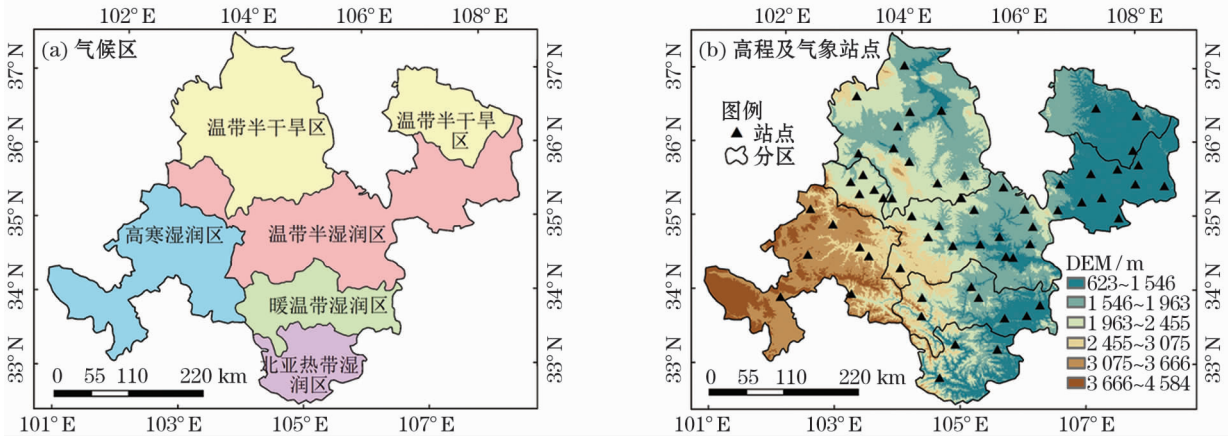 102° E 104° E 106° E 108° E
(a) 气候区
37° N
36° N
35° N
34° N
33° N
温带半干旱区
温带半干旱
区
高寒湿润区
温带半湿润区
暖温带湿润区
北亚热带湿
润区
0 55 110 220 km
101° E 103° E 105° E 107° E
102° E 104° E 106° E 108° E
(b) 高程及气象站点
图例
站点
分区
DEM / m
623~1 546
1 546~1 963
1 963~2 455
2 455~3 075
3 075~3 666
3 666~4 584
0 55 110 220 km
37° N
36° N
35° N
34° N
33° N
101° E 103° E 105° E 107° E